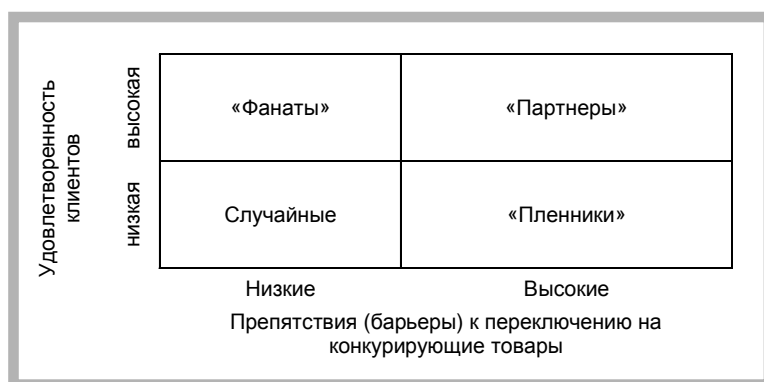 Удовлетворенность
клиентов
высокая
«Фанаты»
«Партнеры»
низкая
Случайные
«Пленники»
Низкие
Высокие
Препятствия (барьеры) к переключению на
конкурирующие товары